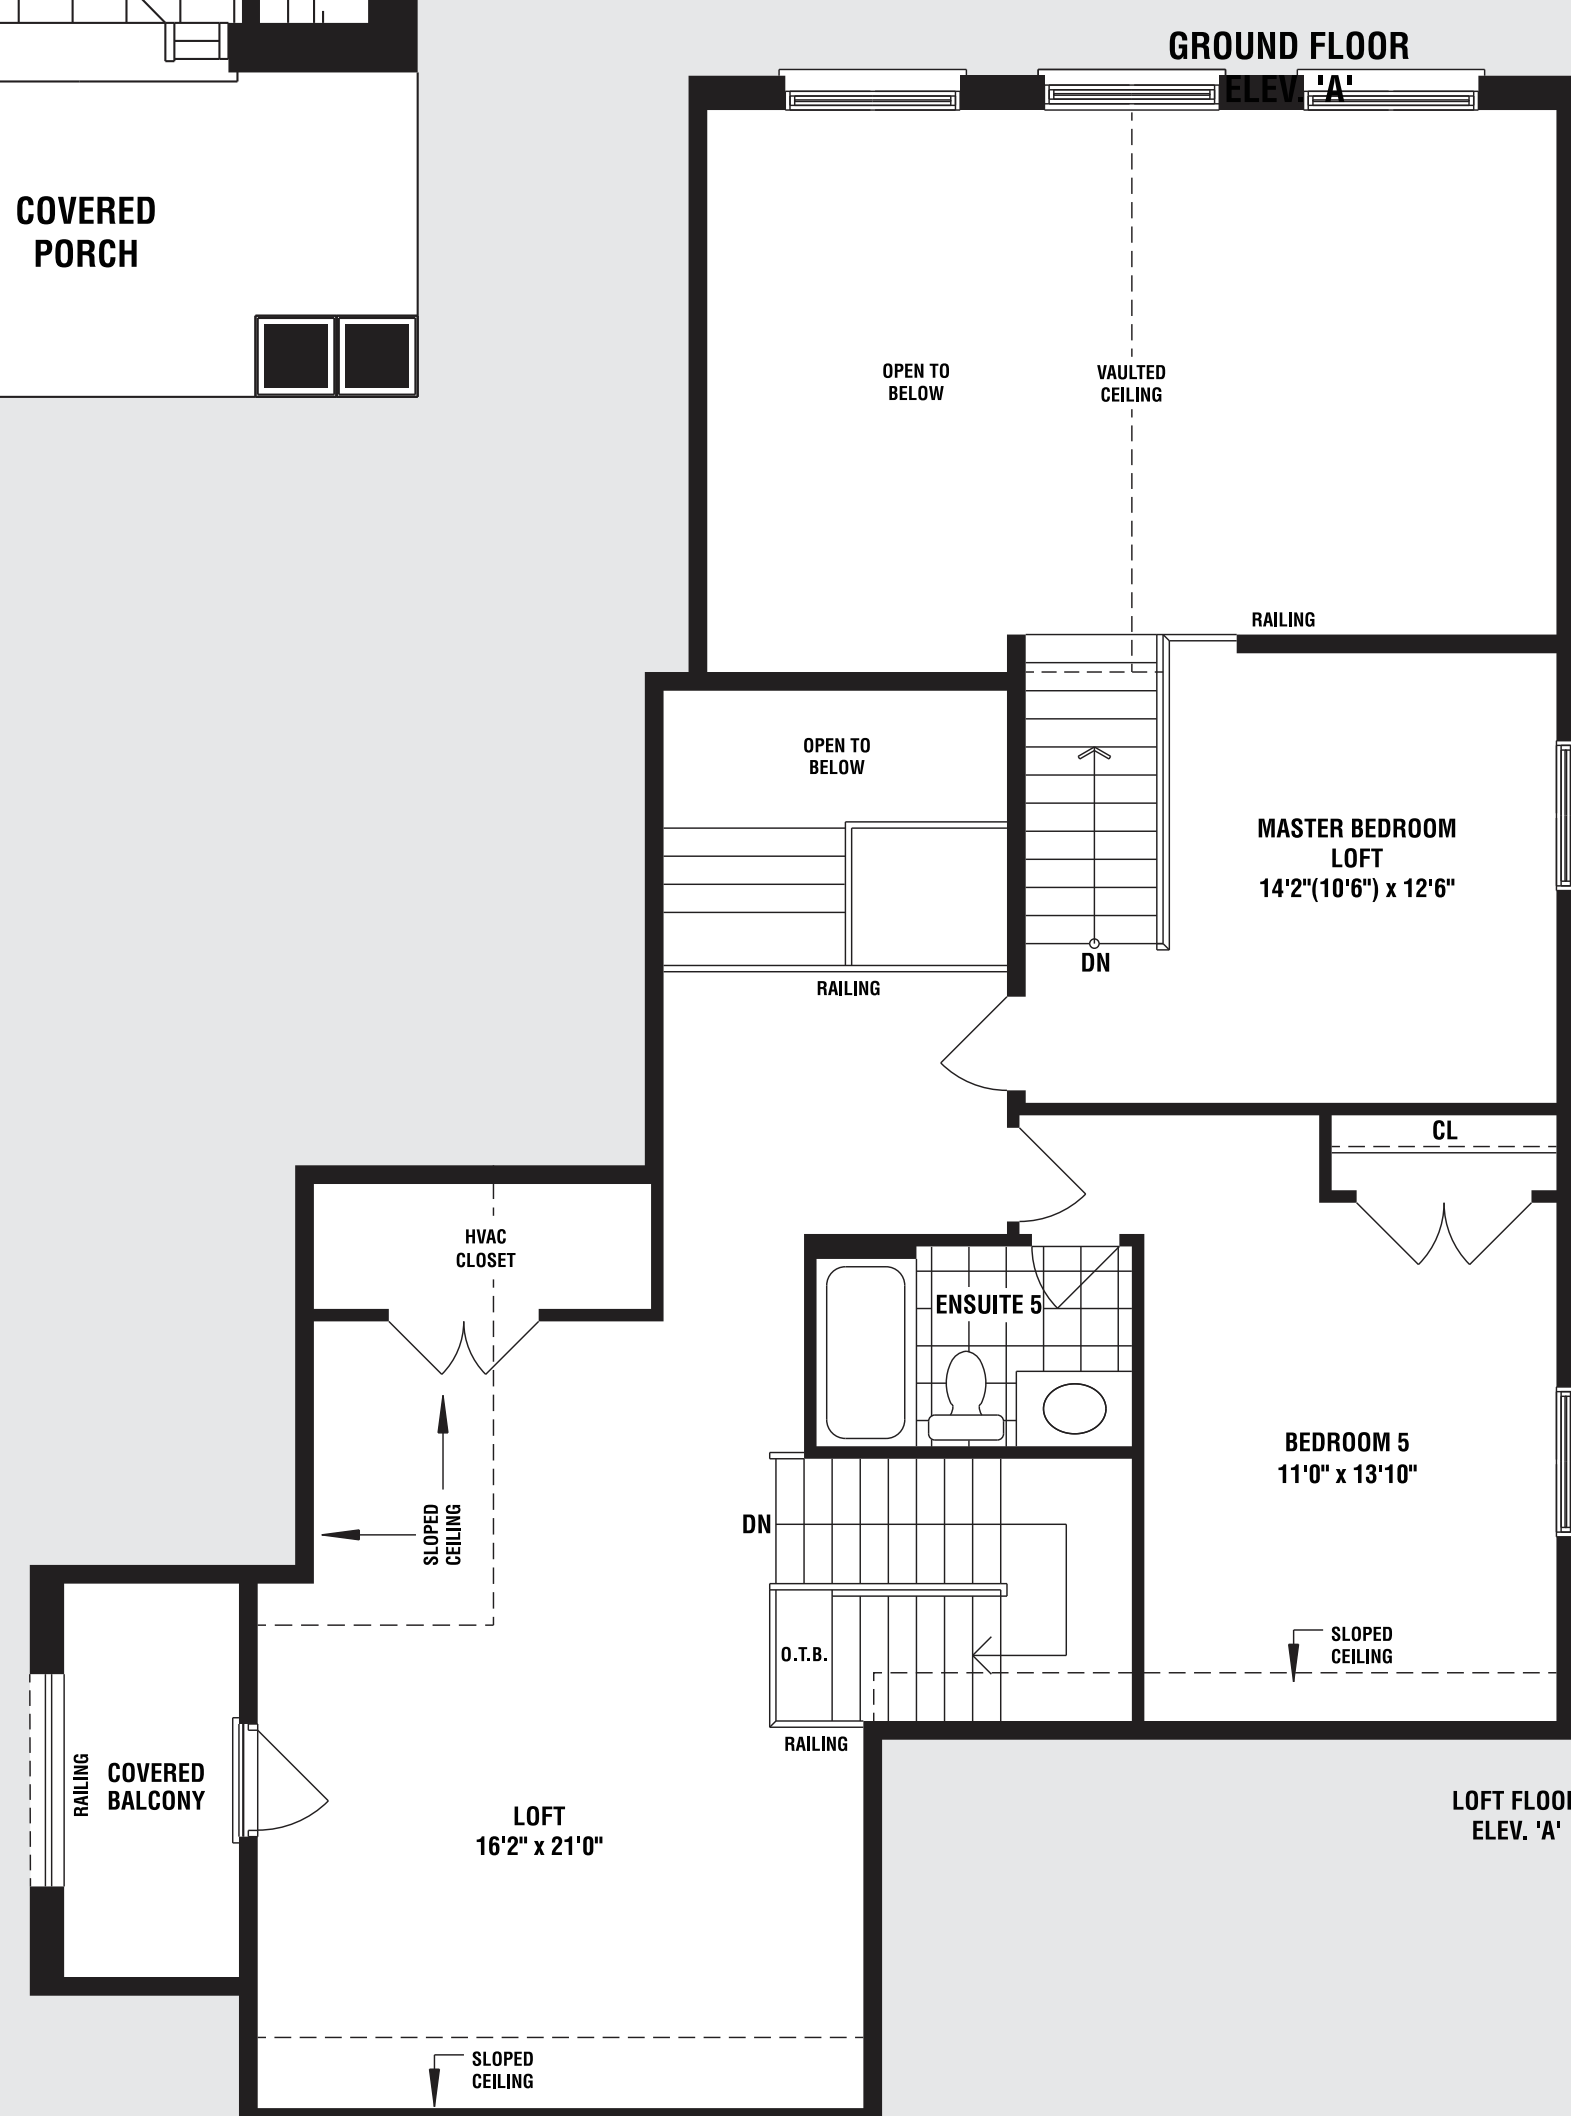 GROUND FLOOR
ELEV. 'A'
COVERED
PORCH
OPEN TO
BELOW
VAULTED
CEILING
RAILING
OPEN TO
BELOW
MASTER BEDROOM
LOFT
14'2"(10'6") x 12'6"
DN
RAILING
CL
HVAC
CLOSET
ENSUITE 5
BEDROOM 5
11'0" x 13'10"
SLOPED
CEILING
DN
O.T.B.
SLOPED
CEILING
RAILING
RAILING
COVERED
BALCONY
LOFT
16'2" x 21'0"
LOFT FLOOR
ELEV. 'A'
SLOPED
CEILING